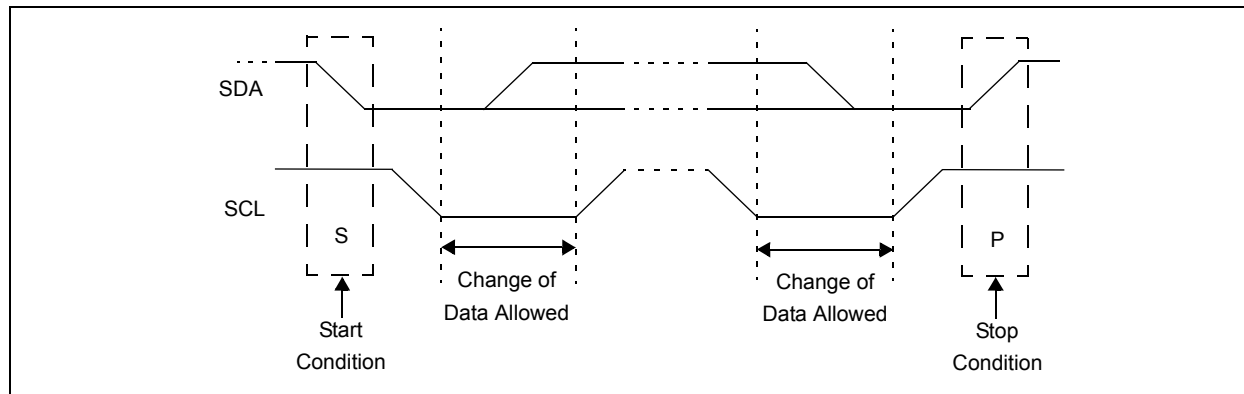 SDA
SCL
S
P
Change of
Data Allowed
Change of
Data Allowed
Start
Condition
Stop
Condition